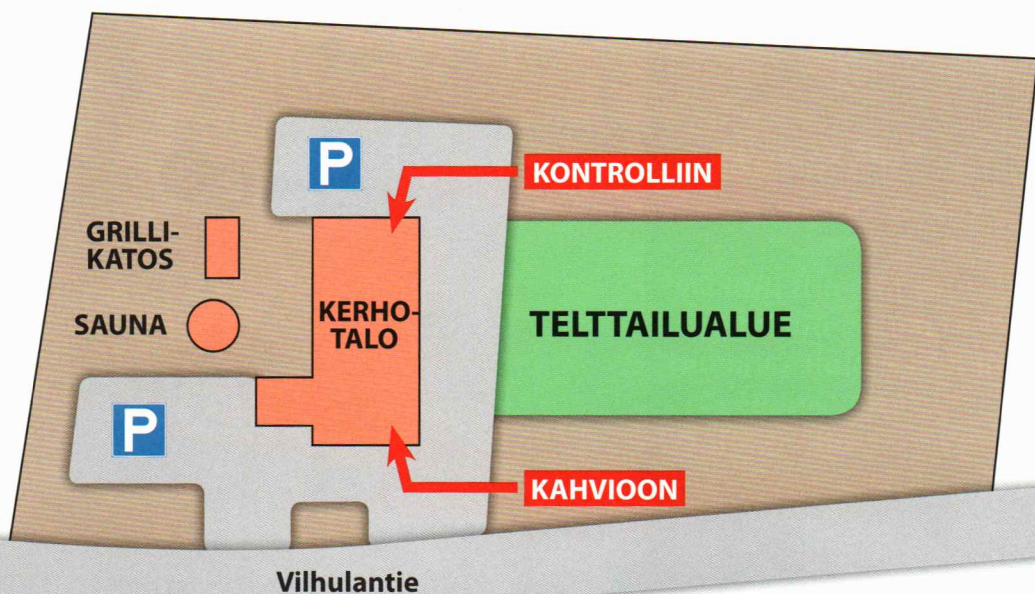 P
KONTROLLIIN
GRILLI-
KATOS
SAUNA
KERHO-
TALO
TELTTAILUALUE
P
KAHVIOON
Vilhulantie